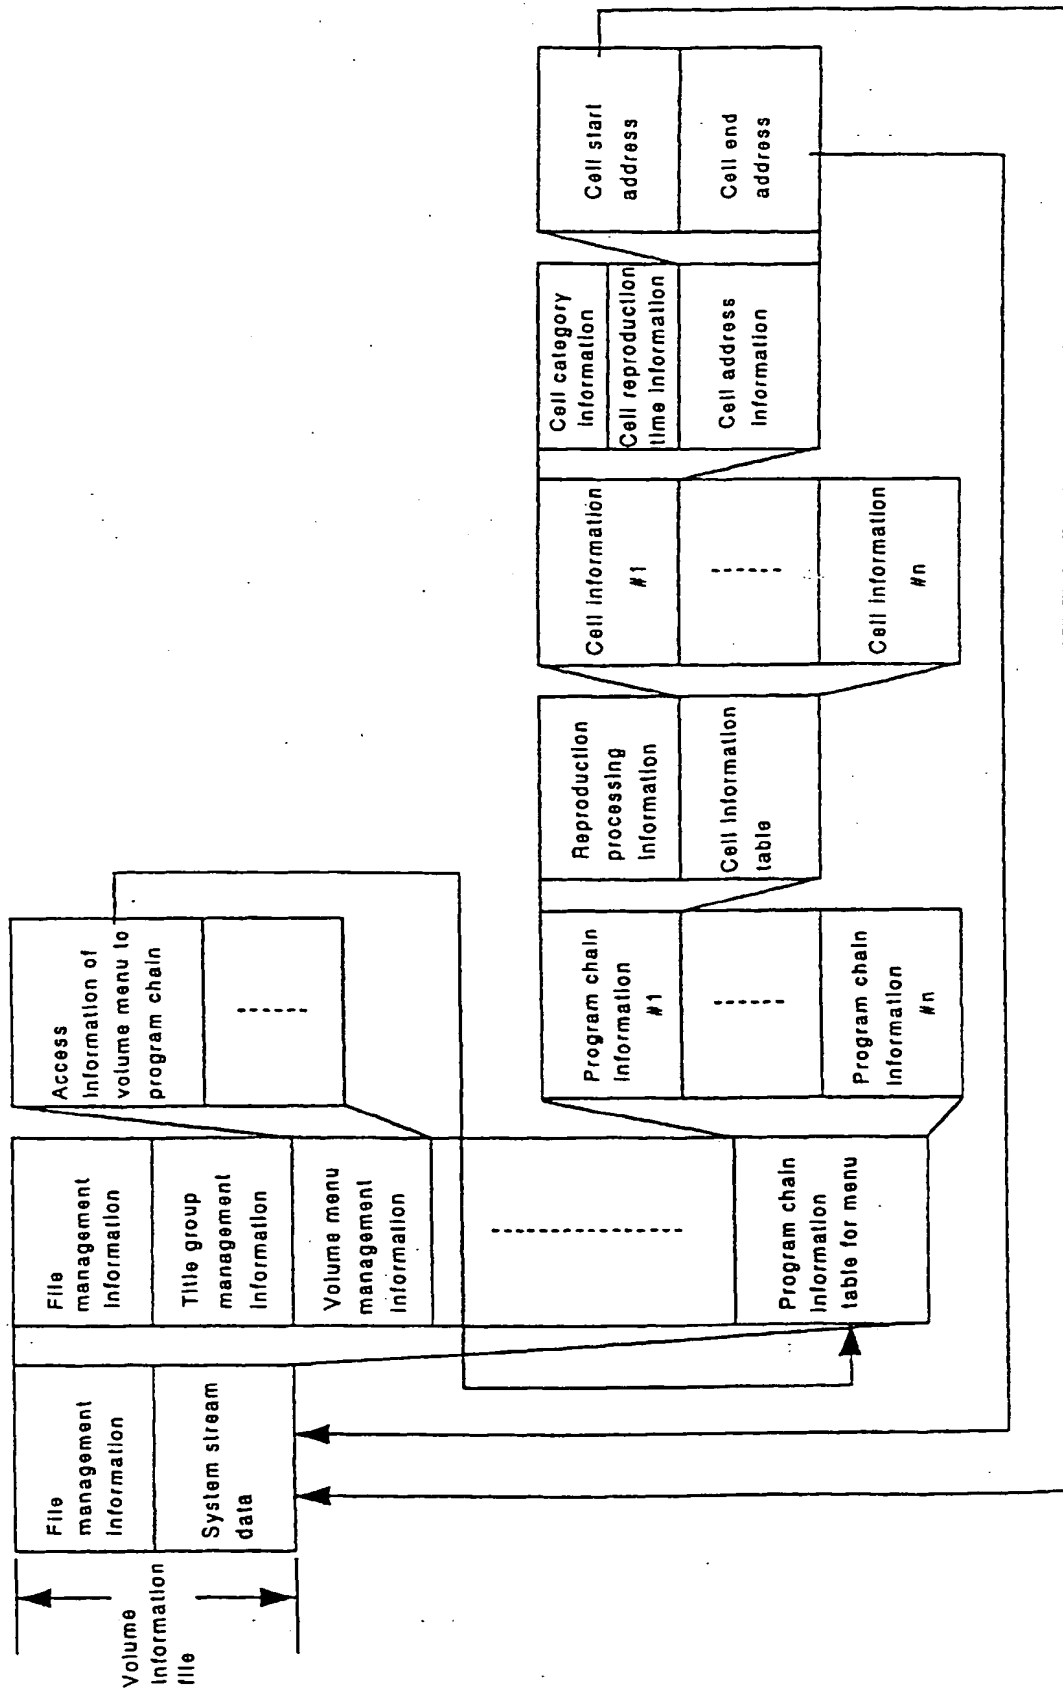 Volume
Information
file
File
management
Information
System stream
data
File
management
Information
Title group
management
Information
Volume menu
management
Information
Program chain
Information
table for menu
Access
Information of
volume menu to
program chain
Program chain
Information
#1
Program chain
Information
#n
Reproduction
processing
Information
Cell Information
table
Cell Information
#1
Cell Information
#n
Cell category
Information
Cell reproduction
time Information
Cell address
Information
Cell start
address
Cell end
address